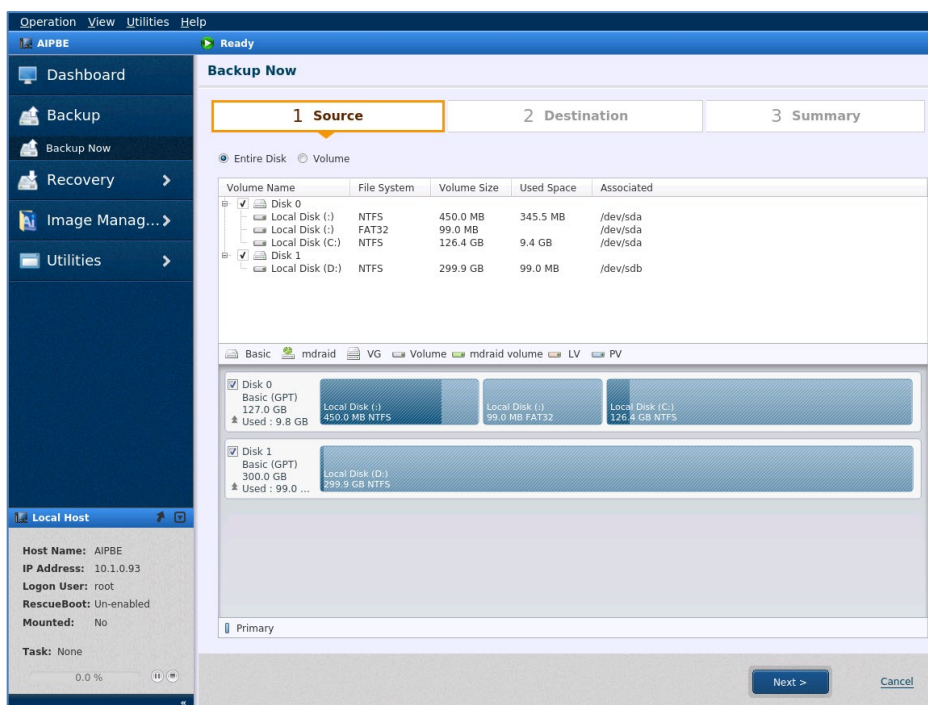 Operation View Utilities Help
AIPBE
Ready
Dashboard
Backup
Backup Now
Recovery
Image Manag...
Utilities
Backup Now
1 Source
2 Destination
3 Summary
Entire Disk Volume
Volume Name File System Volume Size Used Space Associated
Disk 0
Local Disk (:) NTFS 450.0 MB 345.5 MB /dev/sda
Local Disk (:) FAT32 99.0 MB /dev/sda
Local Disk (C:) NTFS 126.4 GB 9.4 GB /dev/sda
Disk 1
Local Disk (D:) NTFS 299.9 GB 99.0 MB /dev/sdb
Basic mdraid VG Volume mdraid volume LV PV
Disk 0
Basic (GPT)
127.0 GB
Used : 9.8 GB
Local Disk (:)
450.0 MB NTFS
Local Disk (:)
99.0 MB FAT32
Local Disk (C:)
126.4 GB NTFS
Disk 1
Basic (GPT)
300.0 GB
Used : 99.0 ...
Local Disk (D:)
299.9 GB NTFS
Primary
Local Host
Host Name: AIPBE
IP Address: 10.1.0.93
Logon User: root
RescueBoot: Un-enabled
Mounted: No
Task: None
0.0 %
Next >
Cancel